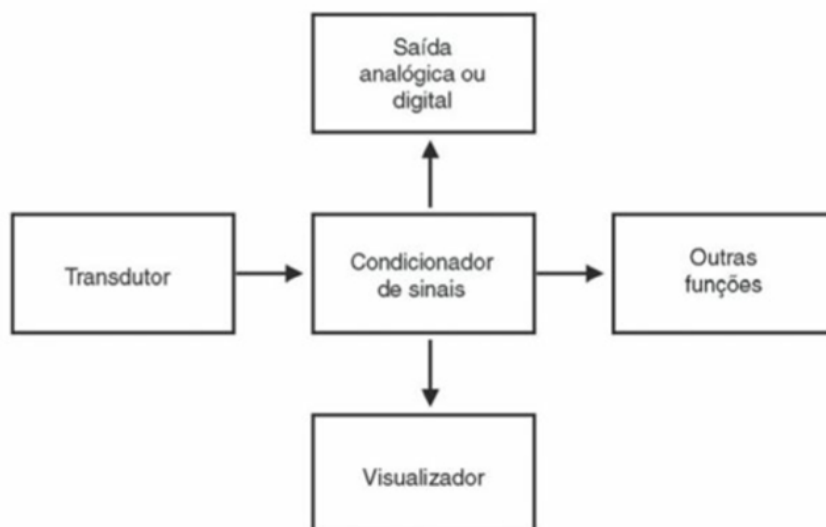 Saída
analógica ou
digital
Transdutor
Condicionador
de sinais
Outras
funções
Visualizador